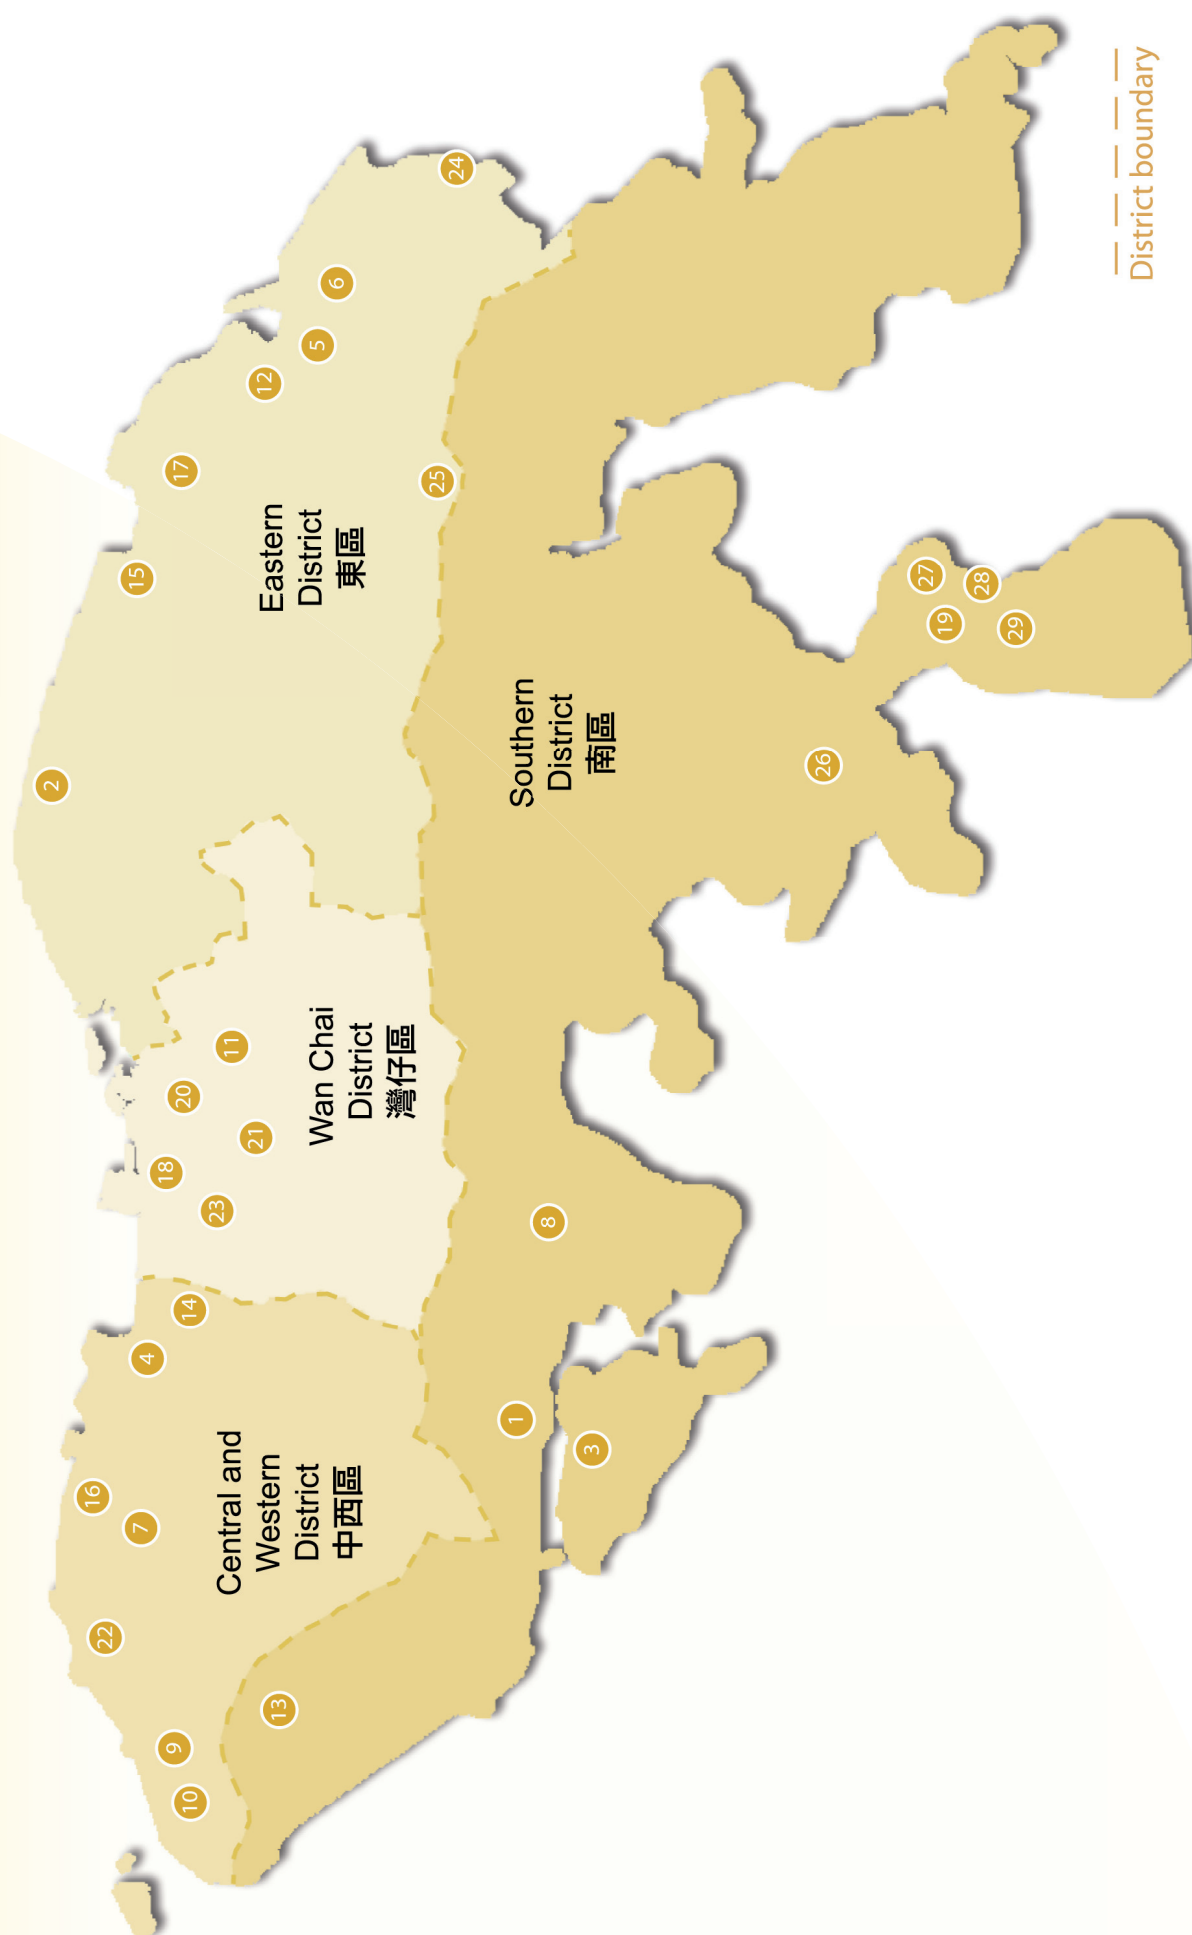 2
15
17
12
5
6
24
25
Eastern
District
東區
11
20
21
18
23
Wan Chai
District
灣仔區
14
4
16
7
22
9
10
Central and
Western
District
中西區
13
1
3
8
Southern
District
南區
26
27
19
28
29
District boundary